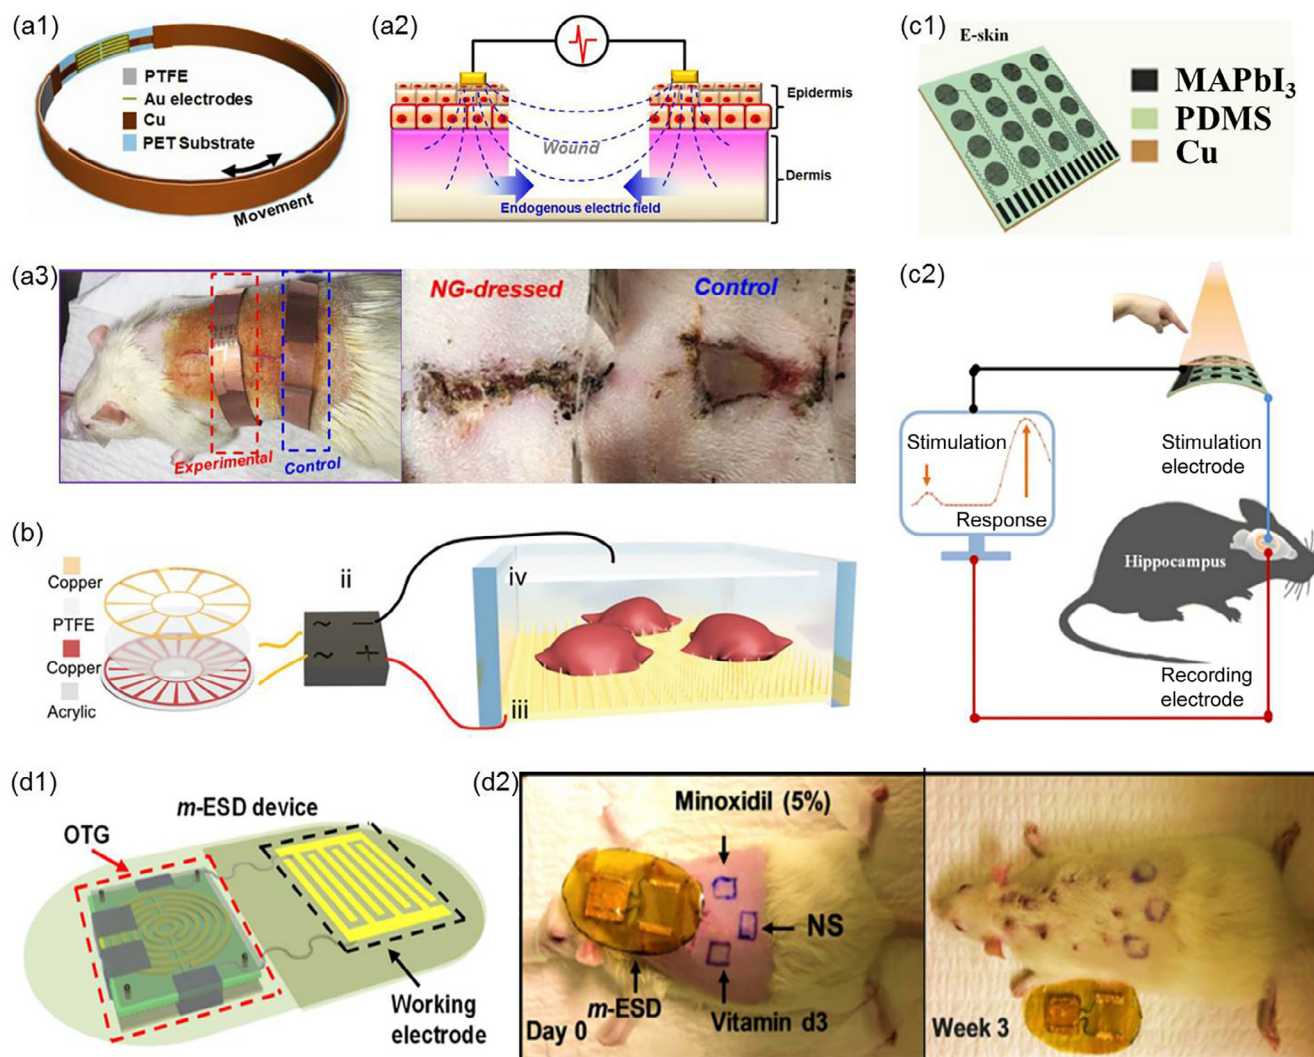 (a1)
PTFE
Au electrodes
Cu
PET Substrate
Movement
(a2)
Epidermis
Wound
Dermis
Endogenous electric field
(c1)
E-skin
MAPbI3
PDMS
Cu
(a3)
NG-dressed
Control
Experimental
Control
(c2)
Stimulation
Response
Stimulation
electrode
Hippocampus
Recording
electrode
(b)
Copper
PTFE
Copper
Acrylic
ii
~ −
~ +
iv
iii
(d1)
m-ESD device
OTG
Working
electrode
(d2)
Minoxidil (5%)
NS
m-ESD
Vitamin d3
Day 0
Week 3